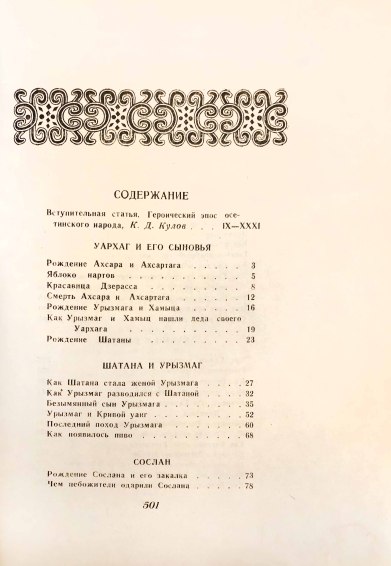 СОДЕРЖАНИЕ
Вступительная статья. Героический эпос осе-
тинского народа, К. Д. Кулов . . . IX—XXXI
УАРХАГ И ЕГО СЫНОВЬЯ
Рождение Ахсара и Ахсартага . . . . . 3
Яблоко нартов . . . . . . . . . . 5
Красавица Дзерасса . . . . . . . . 8
Смерть Ахсара и Ахсартага . . . . . 12
Рождение Урызмага и Хамыца . . . . . 16
Как Урызмаг и Хамыц нашли деда своего
Уархага . . . . . . . . . . . 19
Рождение Шатаны . . . . . . . . . 23
ШАТАНА И УРЫЗМАГ
Как Шатана стала женой Урызмага . . . . 27
Как Урызмаг разводился с Шатаной . . . . 32
Безымянный сын Урызмага . . . . . . 35
Урызмаг и Кривой уаиг . . . . . . . 52
Последний поход Урызмага . . . . . . 60
Как появилось пиво . . . . . . . . 68
СОСЛАН
Рождение Сослана и его закалка . . . . 73
Чем небожители одарили Сослана . . . . . 78
501